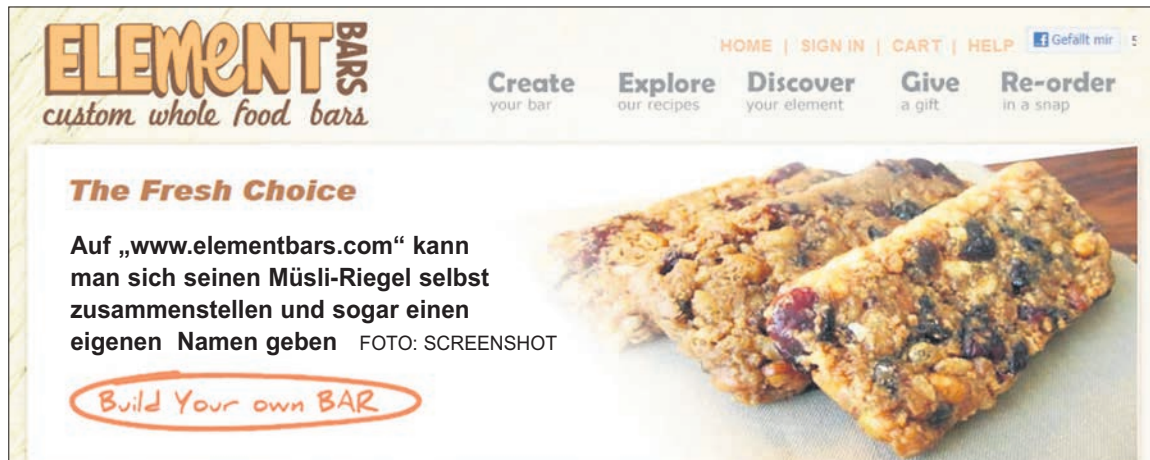 ELEMENT BARS
custom whole food bars
HOME | SIGN IN | CART | HELP Gefällt mir 5
Create Explore Discover Give Re-order
your bar our recipes your element a gift in a snap
The Fresh Choice
Auf „www.elementbars.com“ kann
man sich seinen Müsli-Riegel selbst
zusammenstellen und sogar einen
eigenen Namen geben FOTO: SCREENSHOT
Build Your own BAR